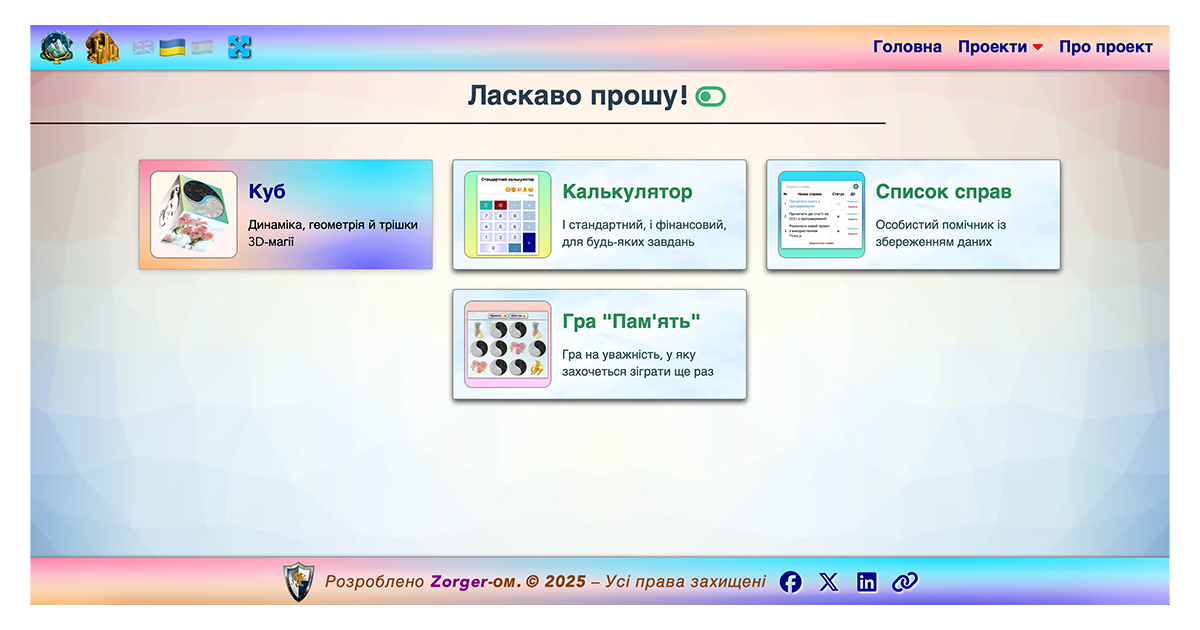 Головна Проекти Про проект
Ласкаво прошу!
Куб
Динаміка, геометрія й трішки
3D-магії
Калькулятор
І стандартний, і фінансовий,
для будь-яких завдань
Список справ
Особистий помічник із
збереженням даних
Стандартний калькулятор
Гра "Пам'ять"
Гра на уважність, у яку
захочеться зіграти ще раз
Розроблено Zorger-ом. © 2025 – Усі права захищені